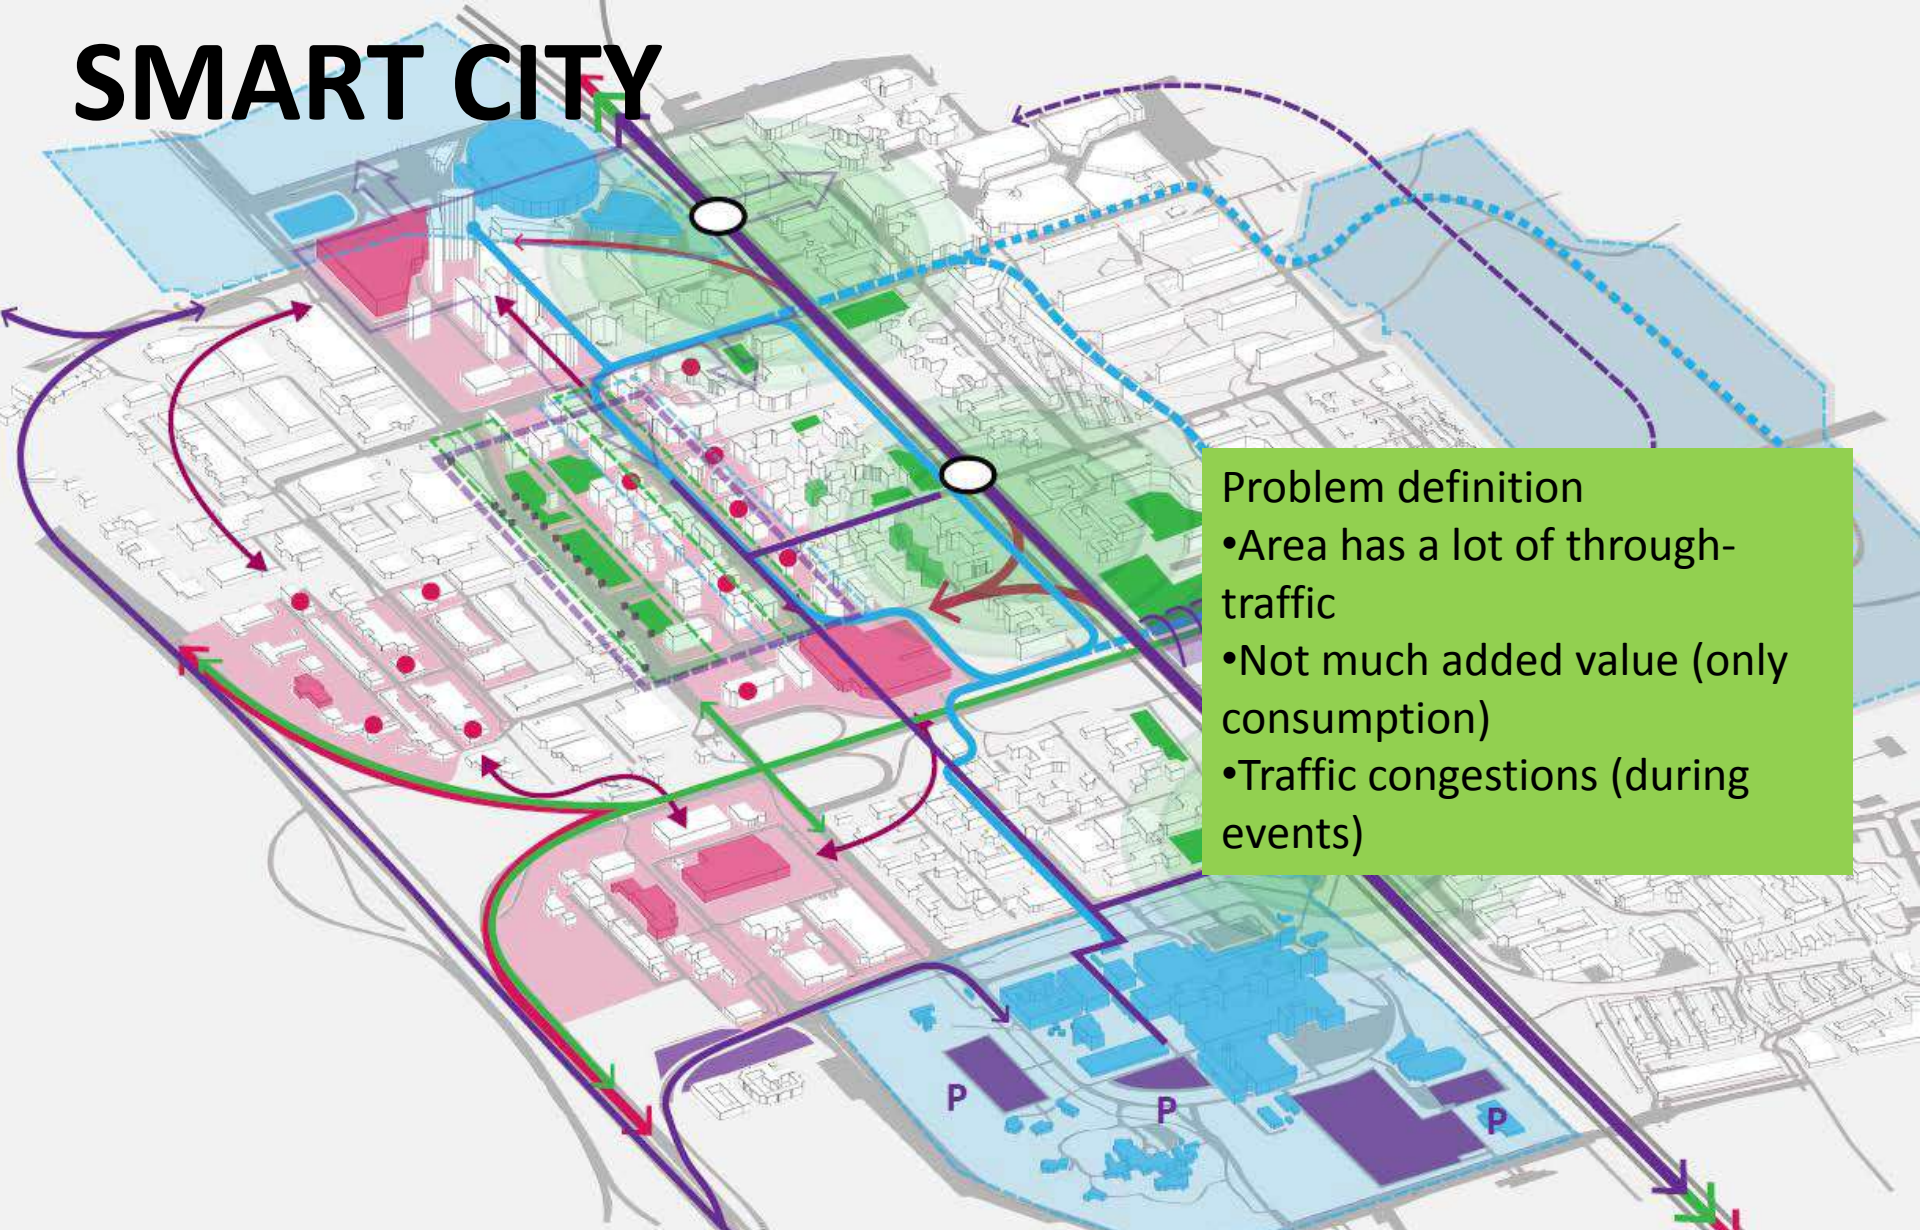 SMART CITY
Problem definition
•Area has a lot of through-
traffic
•Not much added value (only
consumption)
•Traffic congestions (during
events)
P
P
P